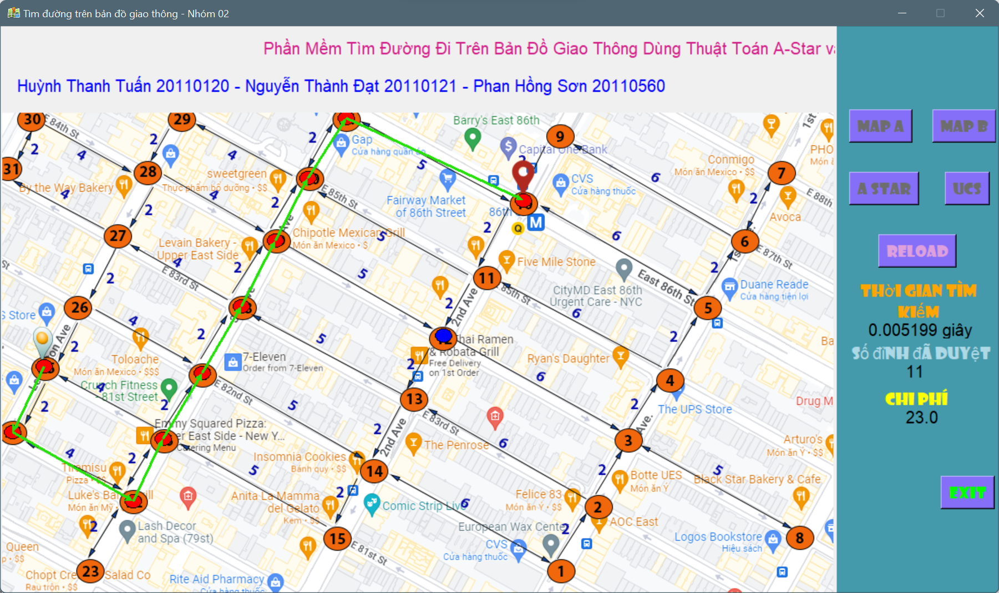 Tìm đường trên bản đồ giao thông - Nhóm 02
Phần Mềm Tìm Đường Đi Trên Bản Đồ Giao Thông Dùng Thuật Toán A-Star
Huỳnh Thanh Tuấn 20110120 - Nguyễn Thành Đạt 20110121 - Phan Hồng Sơn 20110560
MAP A
MAP B
A STAR
UCS
RELOAD
THờI GIAN TÌM
KIếM
0.005199 giây
Số đỉNH đÃ DUYệT
11
CHI PHÍ
23.0
EXIT
30
E 84th St
29
2
Gap
Cửa hàng quần áo
Barry's East 86th
9
Capital One Bank
1st
PHO
Món
31
2
4
28
2
4
sweetgreen
Thực phẩm bổ dưỡng • $$
5
CVS
Cửa hàng thuốc
6
Conmigo
Món ăn Mexico • $$
7
E 88th
By the Way Bakery
4
2
4
2
E 85th St
Fairway Market
of 86th Street
86th
M
Q
2
Avoca
27
Levain Bakery -
Upper East Side
Chipotle Mexican Grill
Món ăn Mexico • $
5
2
6
6
E 87th St
St
2
4
E 83rd St
2
5
11
Five Mile Stone
CityMD East 86th
Urgent Care - NYC
East 86th St
2
Duane Reade
Cửa hàng tiện lợi
Store
26
4
2
5
2
2nd Ave
85th St
6
5
2
2
Toloache
Món ăn Mexico • $$$
7-Eleven
Order from 7-Eleven
12
Thai Ramen
& Robata Grill
Free Delivery
on 1st Order
2
Ryan's Daughter
6
4
Ba
Crunch Fitness
- 81st Street
4
2
E 82nd St
5
13
E 83rd St
2
The UPS Store
Drug M
2
Emmy Squared Pizza:
er East Side - New Y...
Catering Menu
2
2nd Ave
The Penrose
6
3
Ave.
Arturo's
Món ăn Ý • $$
4
Tiramisu
Pizza • $$
2
5
Insomnia Cookies
Bánh quy • $$
14
2
Botte UES
Món ăn Ý
5
Black Star Bakery & Cafe
Luke's Ba
Món ăn Mỹ
Anita La Mamma
del Gelato
Kem • $$
2
Comic Strip Live
6
Felice 83
Món ăn Ý • $$
2
AOC East
2
Lash Decor
and Spa (79st)
15
E 81st St
European Wax Center
2
CVS
Cửa hàng thuốc
Logos Bookstore
Hiệu sách
8
Queen
$$
23
Chopt Cre
Salad Co
Rau trộn • $$
Rite Aid Pharmacy
Cửa hàng thuốc
1